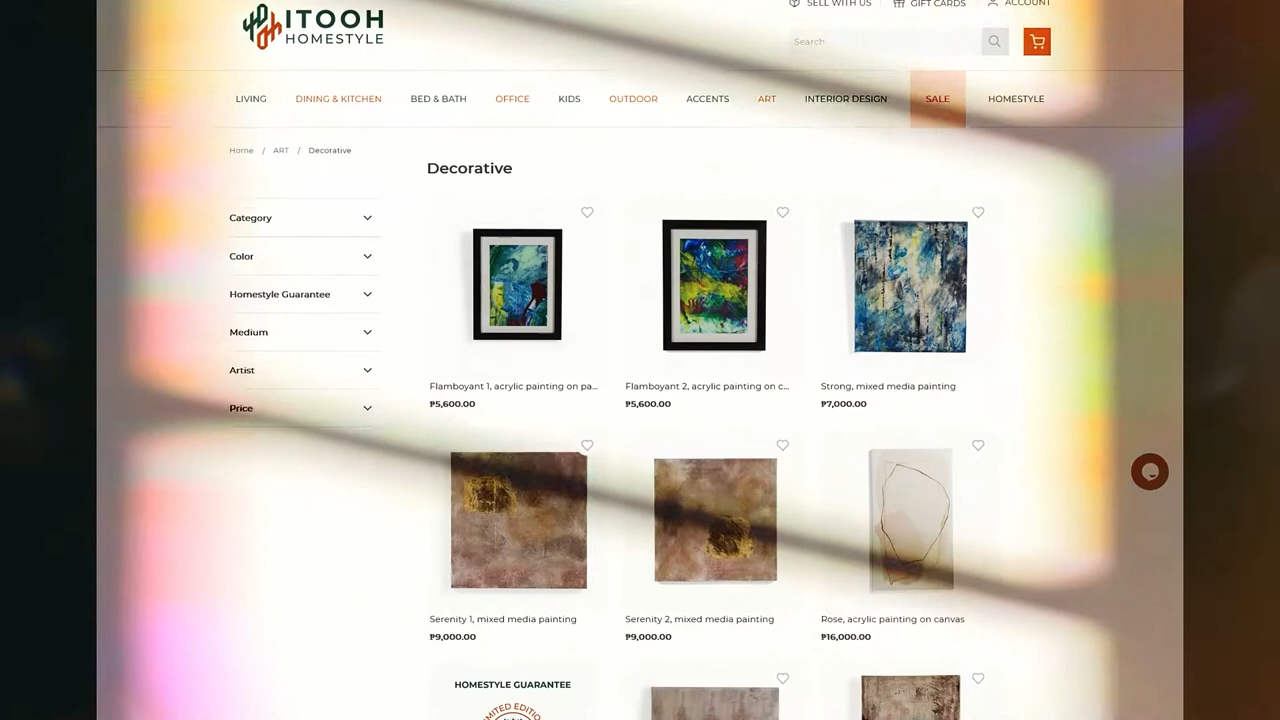 SELL WITH US GIFT CARDS ACCOUNT
ITOOH
HOMESTYLE
Search
LIVING DINING & KITCHEN BED & BATH OFFICE KIDS OUTDOOR ACCENTS ART INTERIOR DESIGN SALE HOMESTYLE
Home / ART / Decorative
Decorative
Category
Color
Homestyle Guarantee
Medium
Artist
Price
Flamboyant 1, acrylic painting on pa...
₱5,600.00
Flamboyant 2, acrylic painting on c...
₱5,600.00
Strong, mixed media painting
₱7,000.00
Serenity 1, mixed media painting
₱9,000.00
Serenity 2, mixed media painting
₱9,000.00
Rose, acrylic painting on canvas
₱16,000.00
HOMESTYLE GUARANTEE
LIMITED EDITION